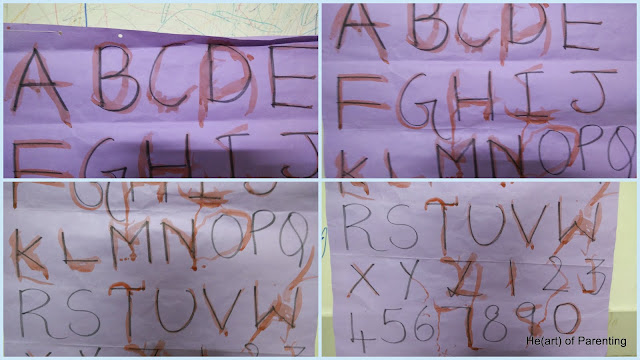 A B C D E
F G H I J
A B C D E
F G H I J
K L M N O P Q
F G H I J
K L M N O P Q
R S T U V W
R S T U V W
X Y Z 1 2 3
4 5 6 7 8 9 0
He(art) of Parenting